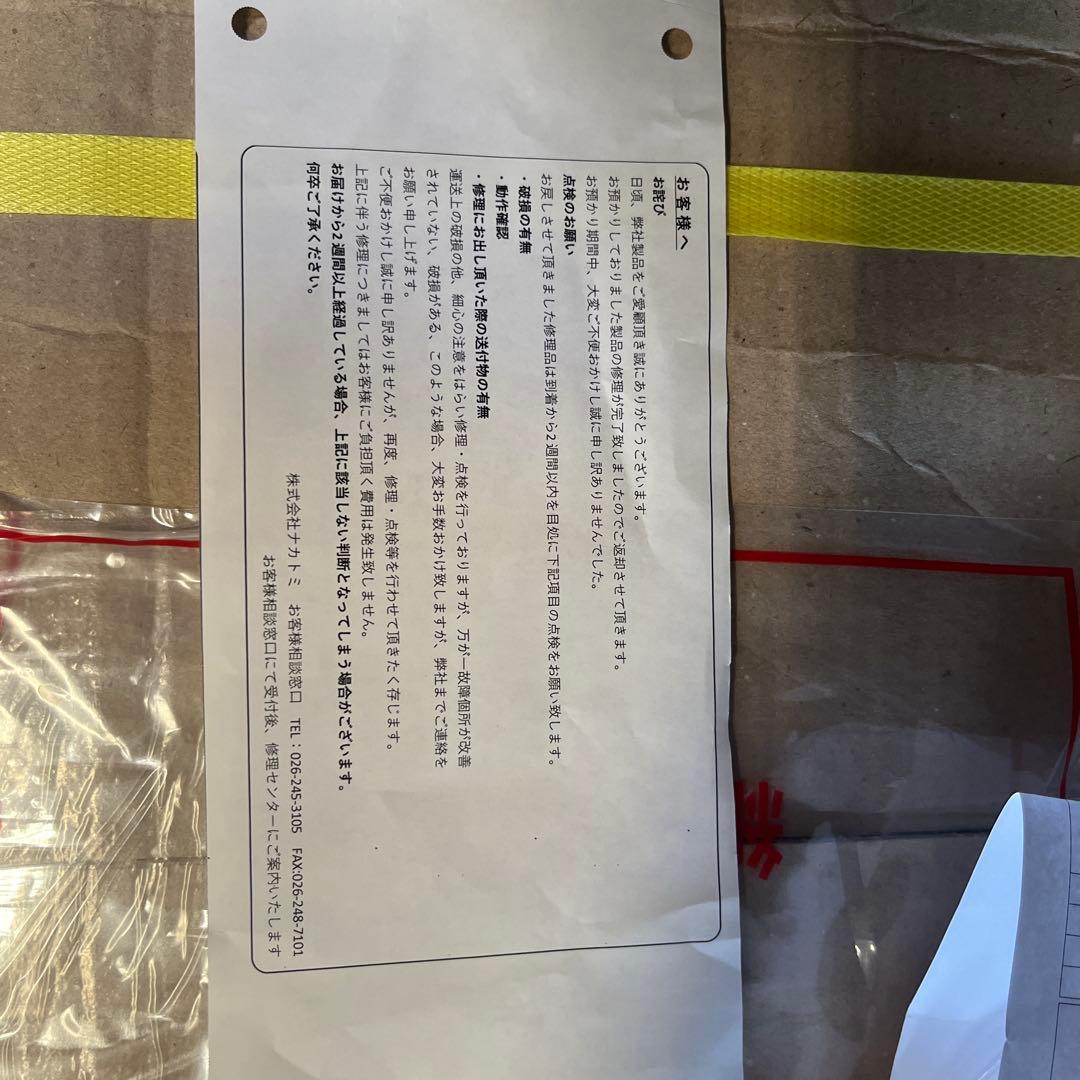 お客様へ
お詫び
日頃、弊社製品をご愛顧頂き誠にありがとうございます。
お預かりしておりました製品の修理が完了致しましたのでご返却させて頂きます。
お預かり期間中、大変ご不便おかけし誠に申し訳ありませんでした。
点検のお願い
お戻しさせて頂きました修理品は到着から2週間以内を目処に下記項目の点検をお願い致します。
・破損の有無
・動作確認
・修理にお出し頂いた際の送付物の有無
運送上の破損の他、細心の注意をはらい修理・点検を行っておりますが、万が一故障個所が改善
されていない、破損がある、このような場合、大変お手数おかけ致しますが、弊社までご連絡を
お願い申し上げます。
ご不便おかけし誠に申し訳ありませんが、再度、修理・点検等を行わせて頂きたく存じます。
上記に伴う修理につきましてはお客様にご負担頂く費用は発生致しません。
お届けから2週間以上経過している場合、上記に該当しない判断となってしまう場合がございます。
何卒ご了承ください。
株式会社ナカトミ　お客様相談窓口　TEL：026-245-3105　FAX:026-248-7101
お客様相談窓口にて受付後、修理センターにご案内いたします